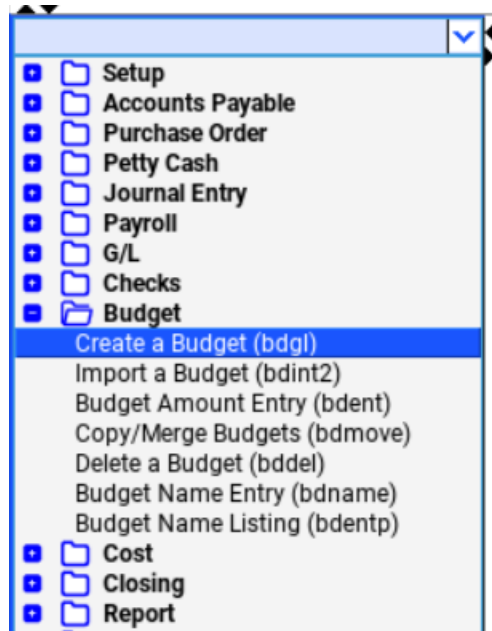 Setup
Accounts Payable
Purchase Order
Petty Cash
Journal Entry
Payroll
G/L
Checks
Budget
Create a Budget (bdgl)
Import a Budget (bdint2)
Budget Amount Entry (bdent)
Copy/Merge Budgets (bdmove)
Delete a Budget (bddel)
Budget Name Entry (bdname)
Budget Name Listing (bdentp)
Cost
Closing
Report